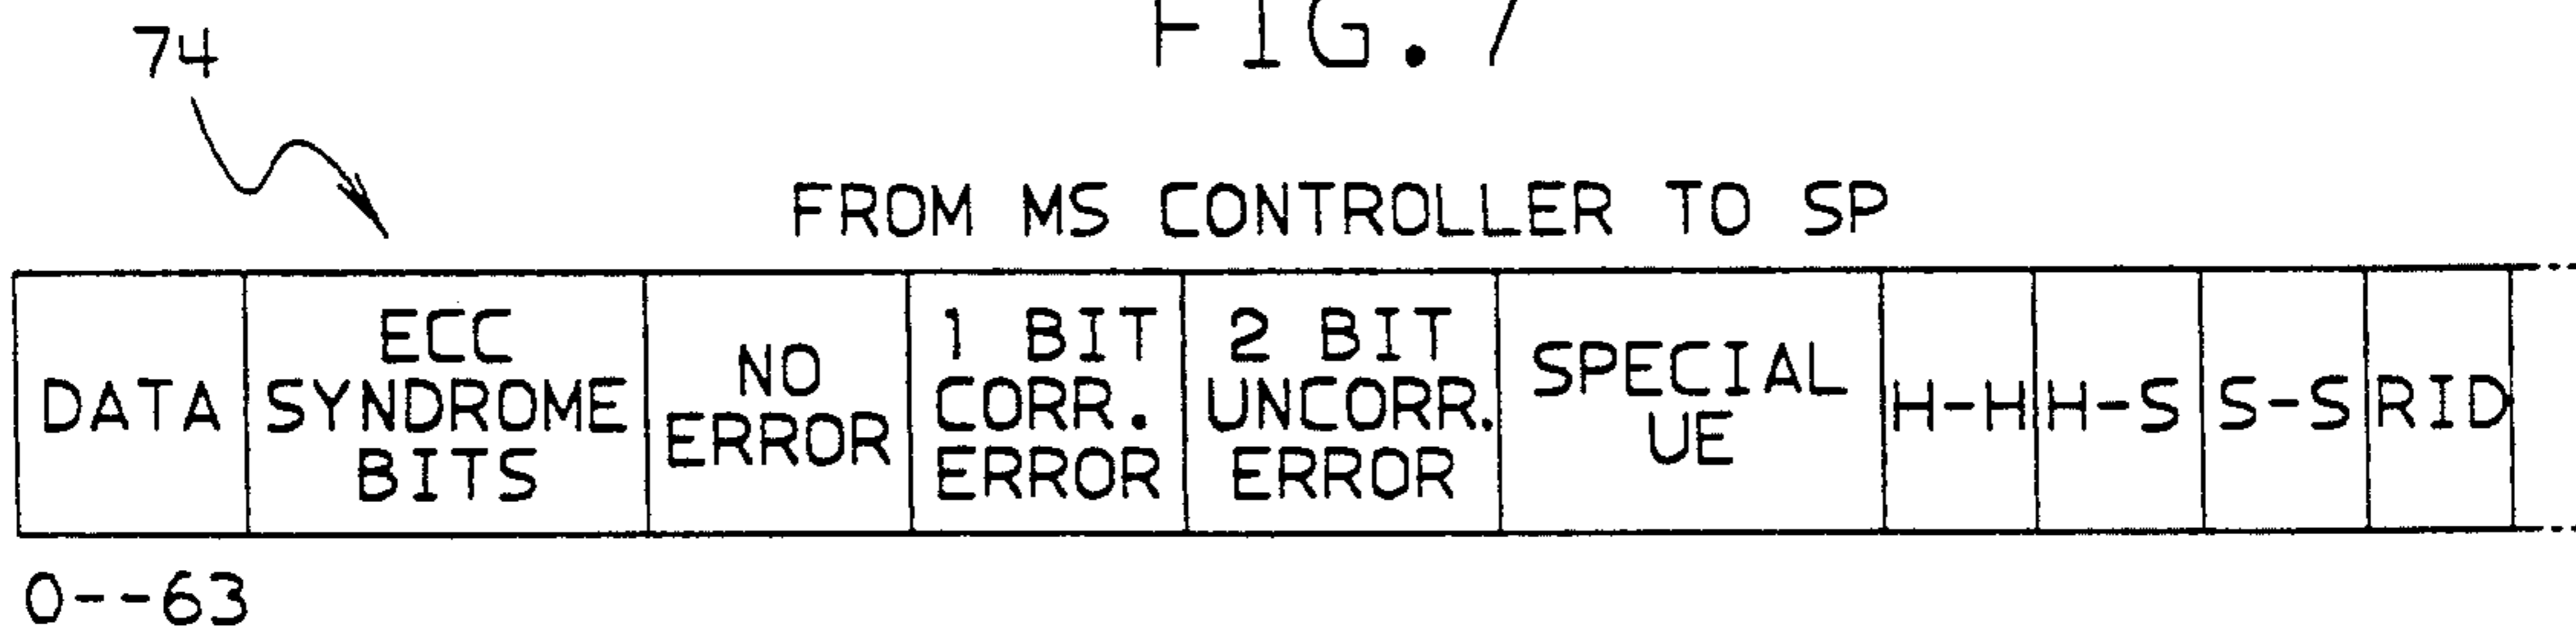 FIG. 7
74
FROM MS CONTROLLER TO SP
DATA
ECC
SYNDROME
BITS
NO
ERROR
1 BIT
CORR.
ERROR
2 BIT
UNCORR.
ERROR
SPECIAL
UE
H-H
H-S
S-S
RID
0--63